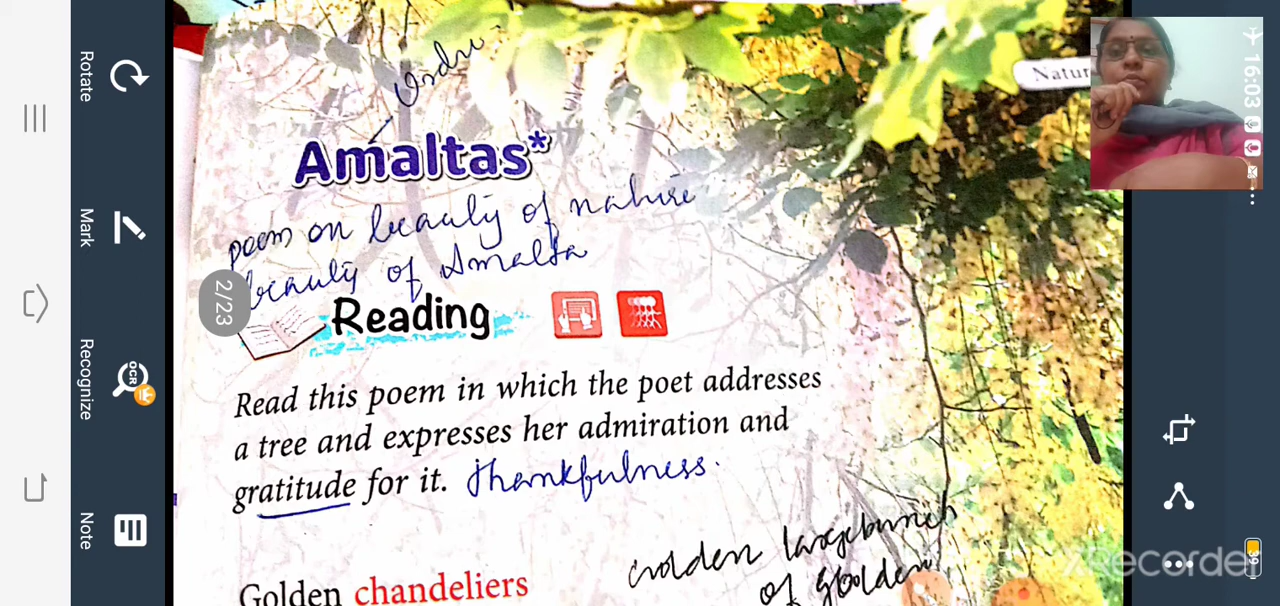 Urdu
Natur
16:03
Amaltas*
poem on beauty of nature
beauty of Amalta
2/23
Reading
Read this poem in which the poet addresses
a tree and expresses her admiration and
gratitude for it. thankfulness.
Golden chandeliers
Golden large bunch
of golden
Rotate
Mark
OCR
Recognize
Note
39
XRecorder